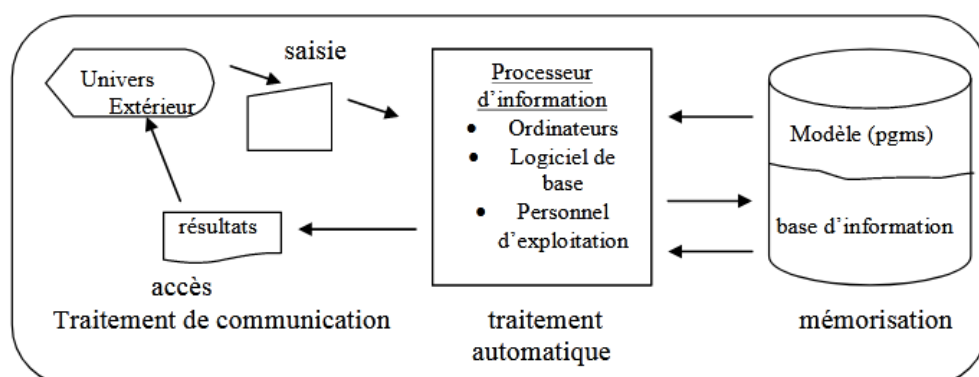 saisie
Univers
Extérieur
Processeur
d'information
• Ordinateurs
• Logiciel de
base
• Personnel
d'exploitation
Modèle (pgms)
base d'information
résultats
accès
Traitement de communication
traitement
automatique
mémorisation